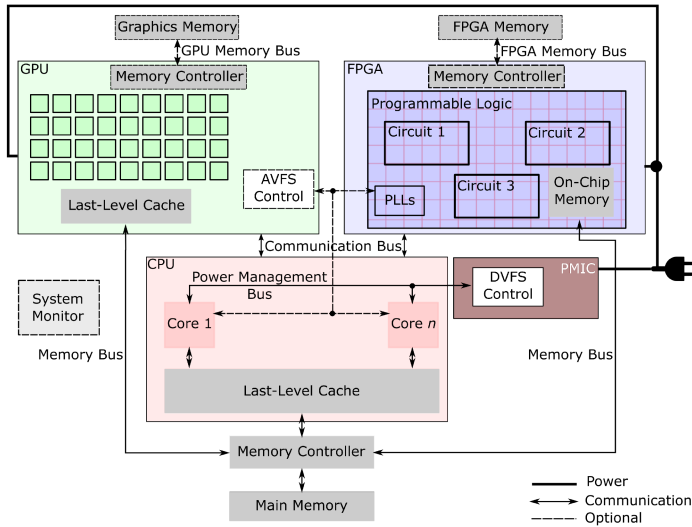 Graphics Memory
FPGA Memory
GPU Memory Bus
FPGA Memory Bus
GPU
FPGA
Memory Controller
Memory Controller
Programmable Logic
Circuit 1
Circuit 2
AVFS
Control
Circuit 3
On-Chip
Memory
PLLs
Last-Level Cache
Communication Bus
CPU
PMIC
Power Management
Bus
DVFS
Control
System
Monitor
Core 1
Core n
Memory Bus
Memory Bus
Last-Level Cache
Memory Controller
Main Memory
Power
Communication
Optional